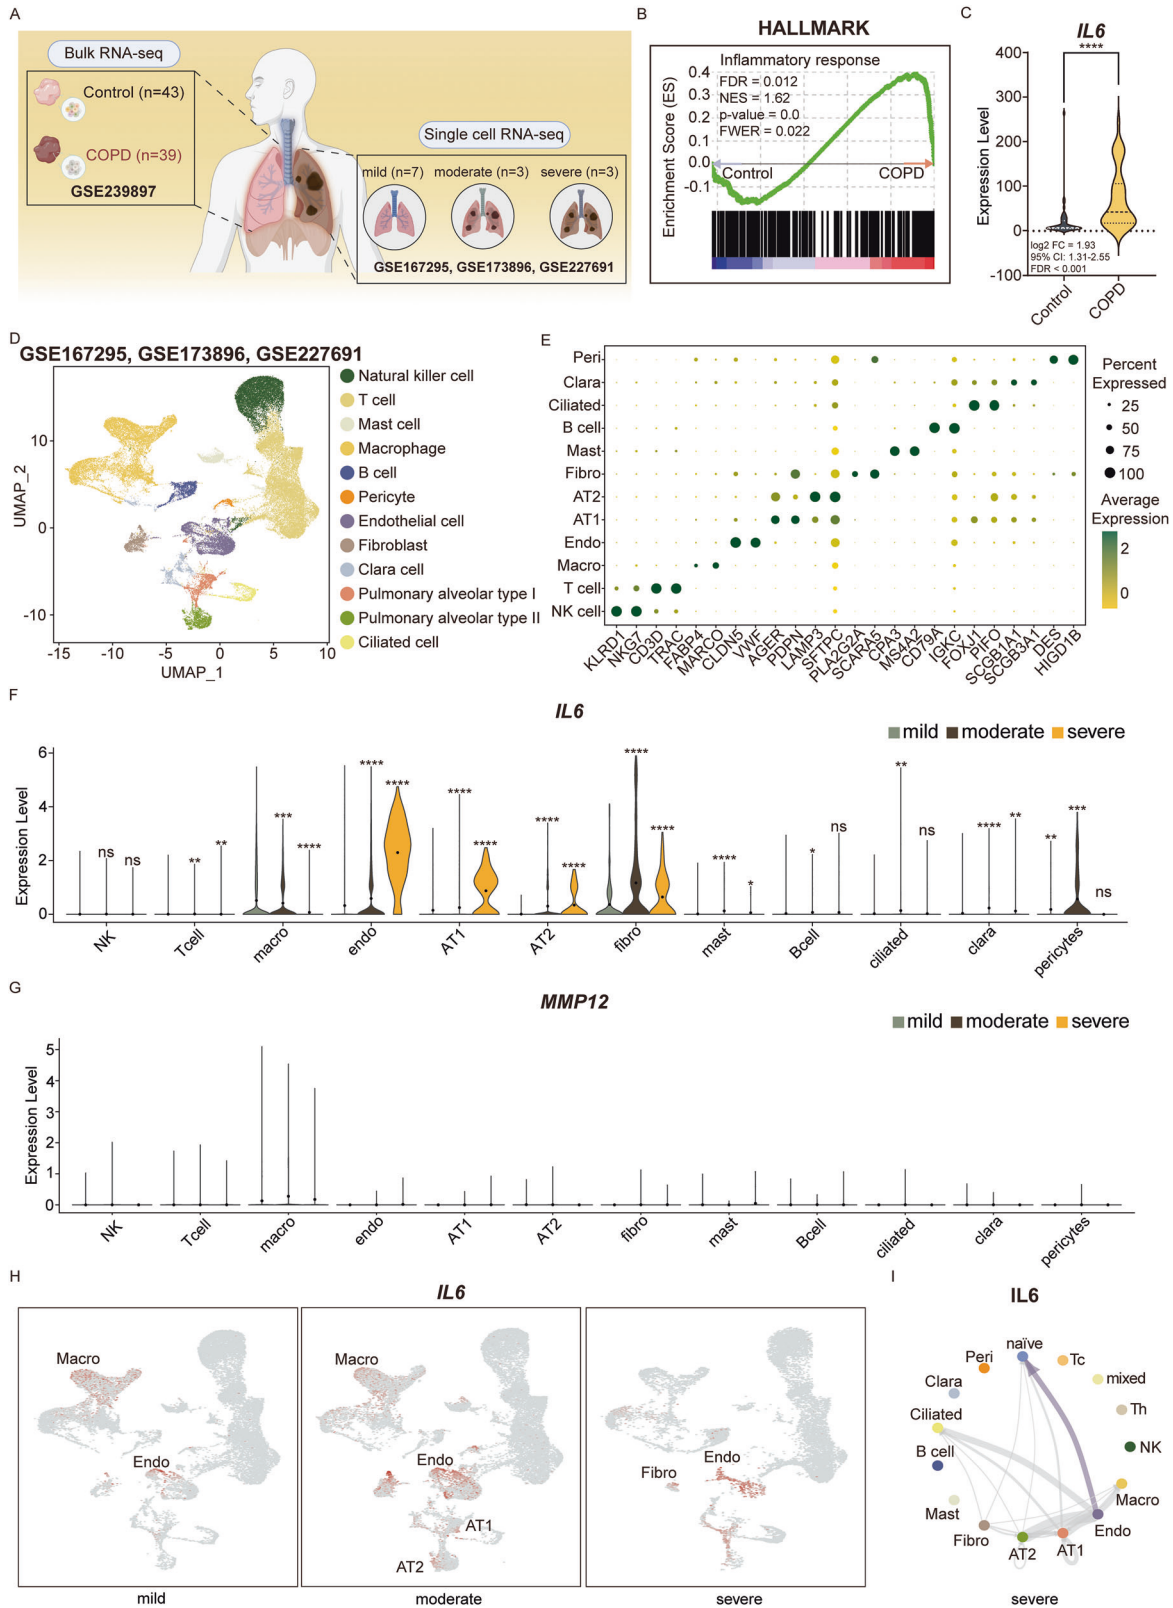 A
Bulk RNA-seq
Control (n=43)
COPD (n=39)
GSE239897
Single cell RNA-seq
mild (n=7) moderate (n=3) severe (n=3)
GSE167295, GSE173896, GSE227691
B
HALLMARK
Inflammatory response
FDR = 0.012
NES = 1.62
p-value = 0.0
FWER = 0.022
Enrichment Score (ES)
0.4
0.3
0.2
0.1
0.0
-0.1
Control COPD
C
IL6
****
Expression Level
400
300
200
100
0
-100
log2 FC = 1.93
95% CI: 1.31-2.55
FDR < 0.001
Control COPD
D
GSE167295, GSE173896, GSE227691
UMAP_2
10
0
-10
-15 -10 -5 0 5 10
UMAP_1
Natural killer cell
T cell
Mast cell
Macrophage
B cell
Pericyte
Endothelial cell
Fibroblast
Clara cell
Pulmonary alveolar type I
Pulmonary alveolar type II
Ciliated cell
E
Peri
Clara
Ciliated
B cell
Mast
Fibro
AT2
AT1
Endo
Macro
T cell
NK cell
KLRD1 NKG7 CD3D TRAC FABP4 MARCO CLDN5 VWF AGER PDPN LAMP3 SFTPC PLA2G2A SCARA5 CPA3 MS4A2 CD79A IGKC FOXJ1 PIFO SCGB1A1 SCGB3A1 DES HIGD1B
Percent
Expressed
25
50
75
100
Average
Expression
2
0
F
IL6
mild moderate severe
Expression Level
6
4
2
0
ns ns ** ** *** **** **** **** **** **** **** **** **** **** **** * * ns ** ns **** ** ** *** ns
NK Tcell macro endo AT1 AT2 fibro mast Bcell ciliated clara pericytes
G
MMP12
mild moderate severe
Expression Level
5
4
3
2
1
0
NK Tcell macro endo AT1 AT2 fibro mast Bcell ciliated clara pericytes
H
IL6
Macro
Endo
mild
Macro
Endo
AT1
AT2
moderate
Endo
Fibro
severe
I
IL6
naïve
Peri Tc
Clara mixed
Ciliated Th
B cell NK
Mast Macro
Fibro Endo
AT2 AT1
severe